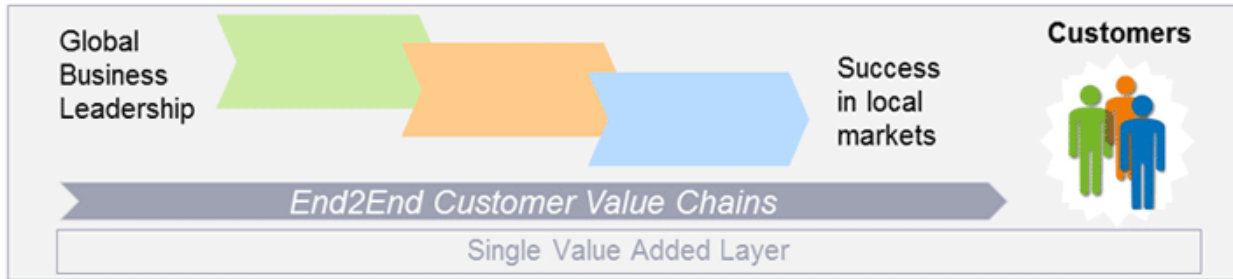 Global
Business
Leadership
Success
in local
markets
Customers
End2End Customer Value Chains
Single Value Added Layer